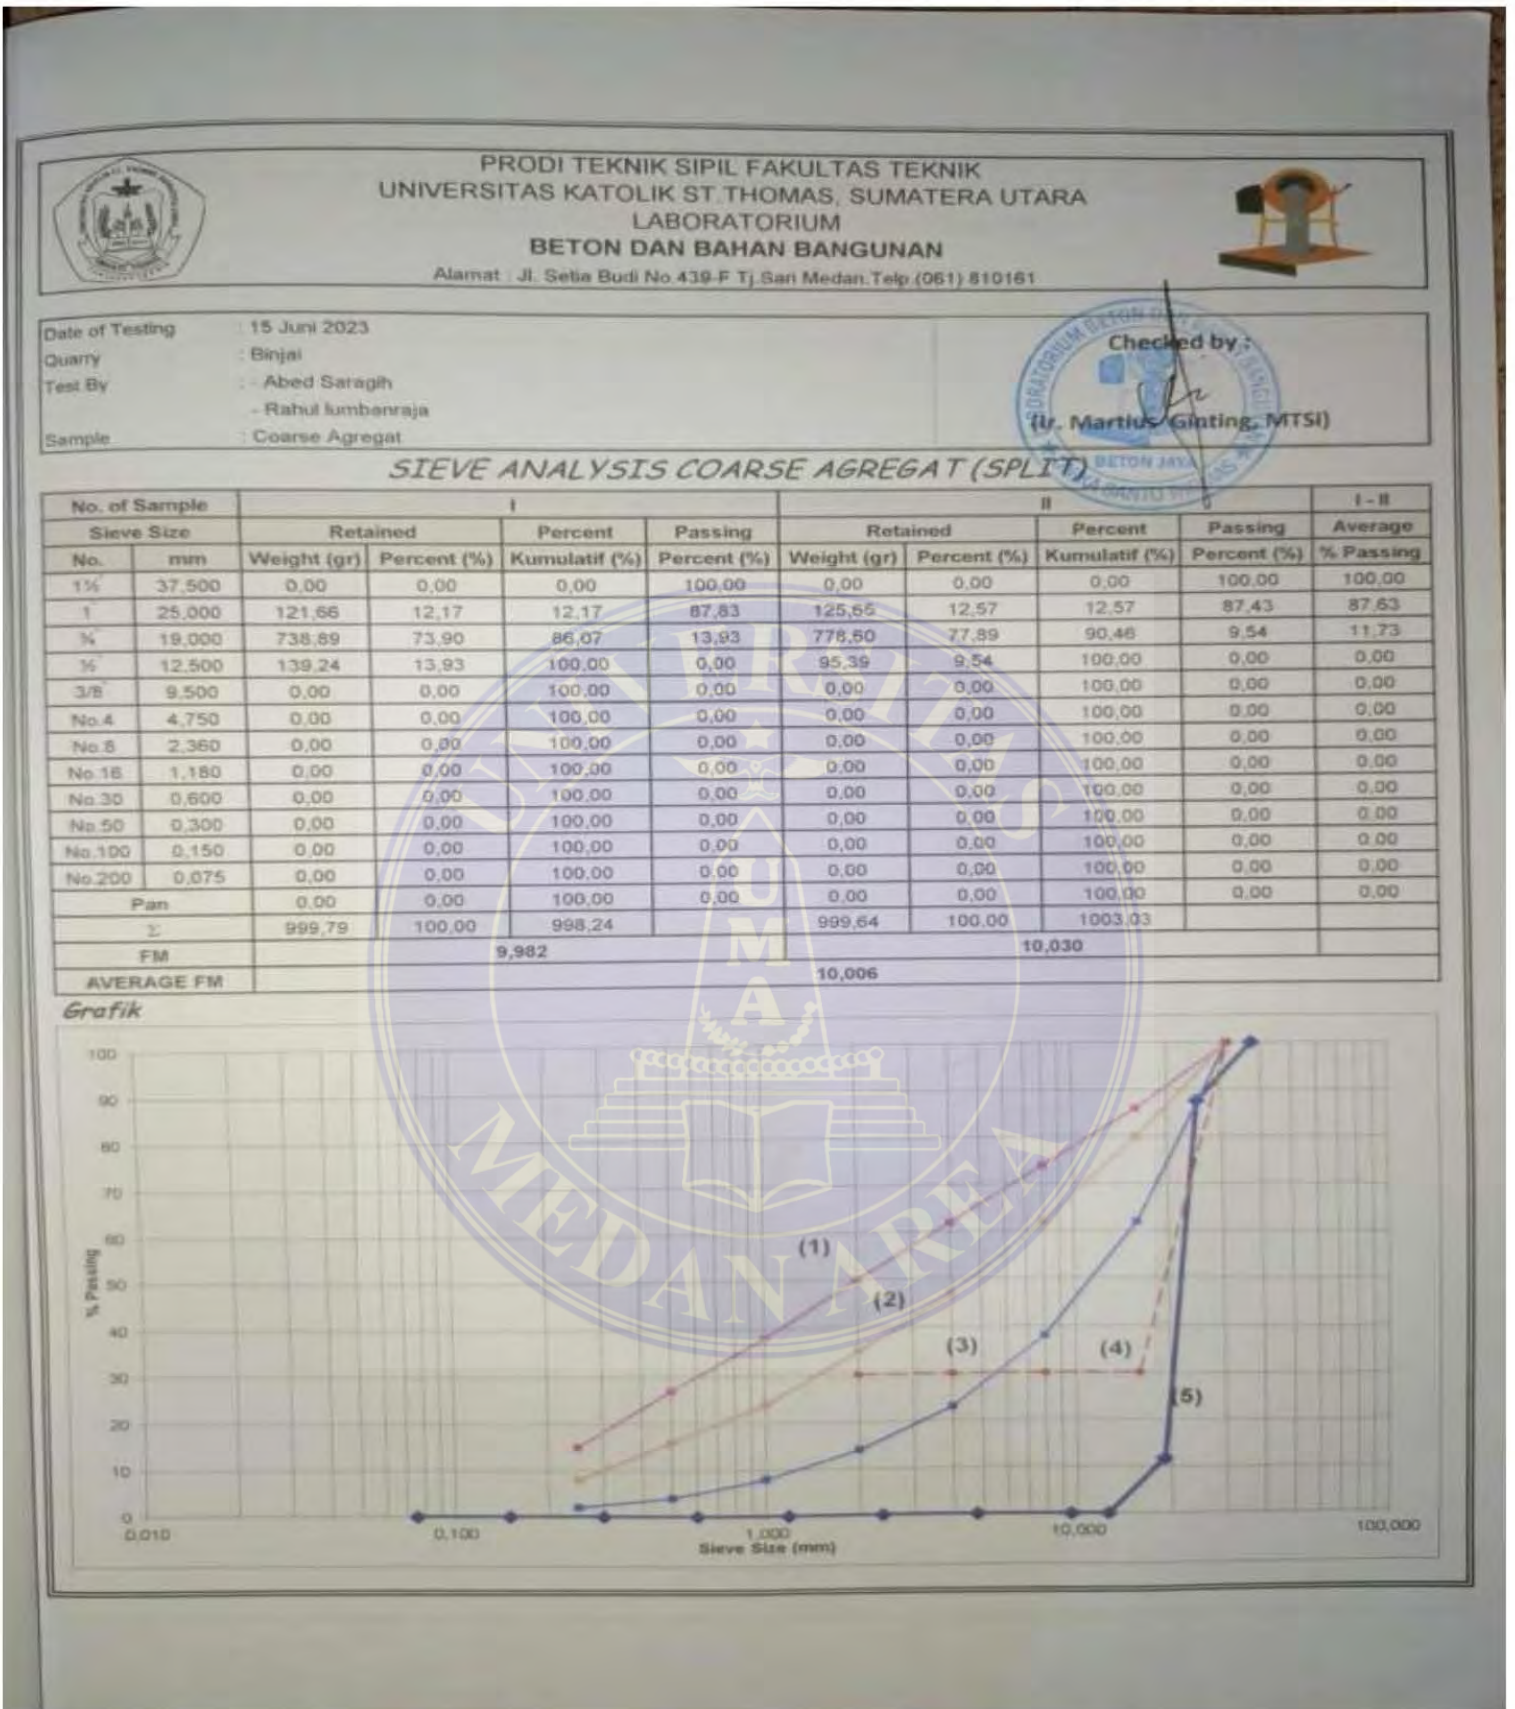 PRODI TEKNIK SIPIL FAKULTAS TEKNIK
UNIVERSITAS KATOLIK ST.THOMAS, SUMATERA UTARA
LABORATORIUM
BETON DAN BAHAN BANGUNAN
Alamat : Jl. Setia Budi No.439-F Tj.Sari Medan.Telp.(061) 810161
Date of Testing : 15 Juni 2023
Quarry : Binjai
Test By : - Abed Saragih
- Rahul lumbanraja
Sample : Coarse Agregat
Checked by :
(Ir. Martius Ginting, MTSi)
BETON JAYA
SIEVE ANALYSIS COARSE AGREGAT (SPLIT)
No. of Sample I II I - II
Sieve Size Retained Percent Passing Retained Percent Passing Average
No. mm Weight (gr) Percent (%) Kumulatif (%) Percent (%) Weight (gr) Percent (%) Kumulatif (%) Percent (%) % Passing
1½" 37,500 0,00 0,00 0,00 100,00 0,00 0,00 0,00 100,00 100,00
1" 25,000 121,66 12,17 12,17 87,83 125,65 12,57 12,57 87,43 87,63
¾" 19,000 738,89 73,90 86,07 13,93 778,60 77,89 90,46 9,54 11,73
½" 12,500 139,24 13,93 100,00 0,00 95,39 9,54 100,00 0,00 0,00
3/8" 9,500 0,00 0,00 100,00 0,00 0,00 0,00 100,00 0,00 0,00
No.4 4,750 0,00 0,00 100,00 0,00 0,00 0,00 100,00 0,00 0,00
No.8 2,360 0,00 0,00 100,00 0,00 0,00 0,00 100,00 0,00 0,00
No.16 1,180 0,00 0,00 100,00 0,00 0,00 0,00 100,00 0,00 0,00
No.30 0,600 0,00 0,00 100,00 0,00 0,00 0,00 100,00 0,00 0,00
No.50 0,300 0,00 0,00 100,00 0,00 0,00 0,00 100,00 0,00 0,00
No.100 0,150 0,00 0,00 100,00 0,00 0,00 0,00 100,00 0,00 0,00
No.200 0,075 0,00 0,00 100,00 0,00 0,00 0,00 100,00 0,00 0,00
Pan 0,00 0,00 100,00 0,00 0,00 0,00 100,00 0,00 0,00
Σ 999,79 100,00 998,24 999,64 100,00 1003,03
FM 9,982 10,030
AVERAGE FM 10,006
Grafik
100
90
80
70
60
50
40
30
20
10
0
% Passing
(1)
(2)
(3)
(4)
(5)
0,010 0,100 1,000 10,000 100,000
Sieve Size (mm)
UNIVERSITAS
UMA
MEDAN AREA